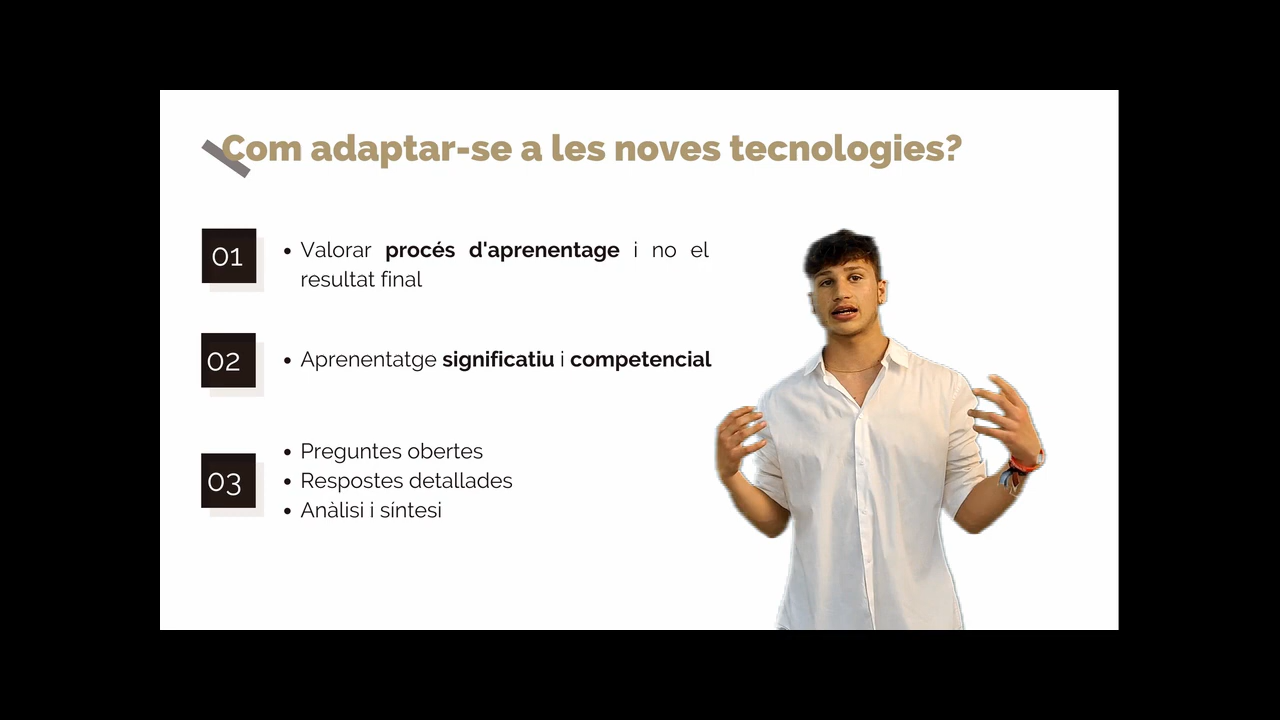 Com adaptar-se a les noves tecnologies?
01
• Valorar procés d'aprenentage i no el
resultat final
02
• Aprenentatge significatiu i competencial
03
• Preguntes obertes
• Respostes detallades
• Anàlisi i síntesi